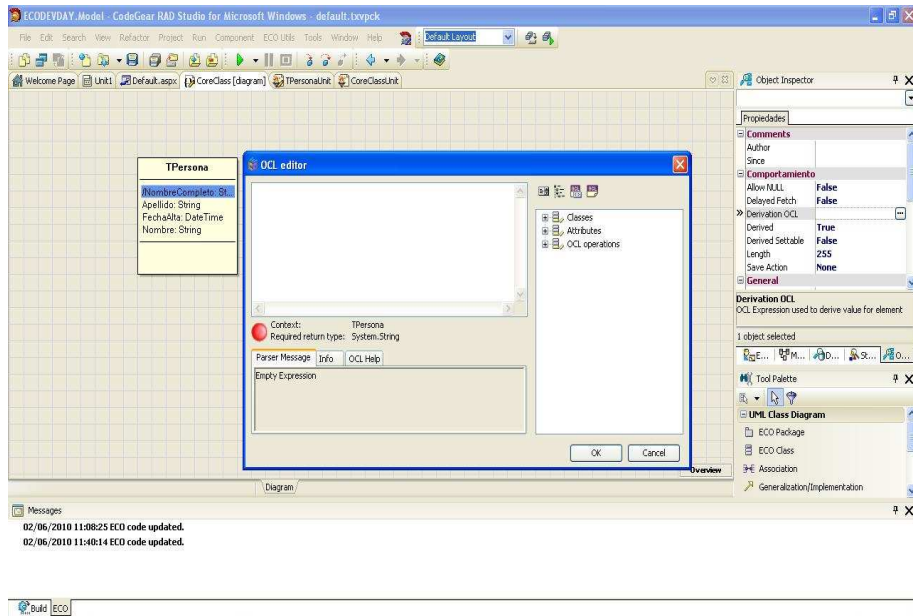 ECODEVDAY.Model - CodeGear RAD Studio for Microsoft Windows - default.txvpck
File Edit Search View Refactor Project Run Component ECO Utils Tools Window Help
Default Layout
Welcome Page
Unit1
Default.aspx
CoreClass [diagram]
TPersonaUnit
CoreClassUnit
TPersona
/NombreCompleto: St...
Apellido: String
FechaAlta: DateTime
Nombre: String
OCL editor
Classes
Attributes
OCL operations
Context: TPersona
Required return type: System.String
Parser Message Info OCL Help
Empty Expression
OK Cancel
Overview
Diagram
Object Inspector
Propiedades
Comments
Author
Since
Comportamiento
Allow NULL False
Delayed Fetch False
Derivation OCL
Derived True
Derived Settable False
Length 255
Save Action None
General
Derivation OCL
OCL Expression used to derive value for element
1 object selected
E... M... D... St... O...
Tool Palette
UML Class Diagram
ECO Package
ECO Class
Association
Generalization/Implementation
Messages
02/06/2010 11:08:25 ECO code updated.
02/06/2010 11:40:14 ECO code updated.
Build ECO